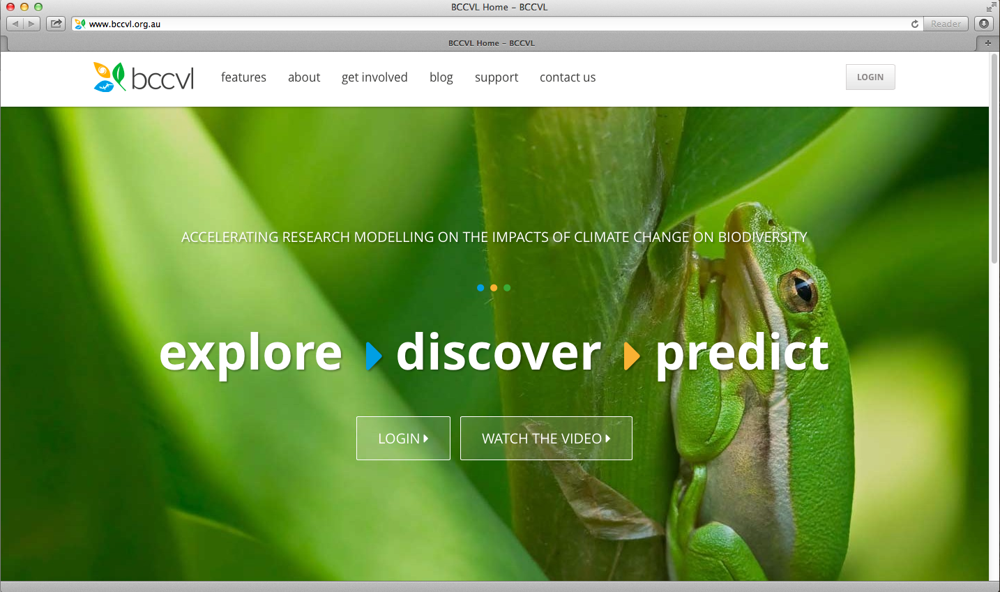 BCCVL Home – BCCVL
www.bccvl.org.au
Reader
BCCVL Home – BCCVL
bccvl
features about get involved blog support contact us
LOGIN
ACCELERATING RESEARCH MODELLING ON THE IMPACTS OF CLIMATE CHANGE ON BIODIVERSITY
explore discover predict
LOGIN
WATCH THE VIDEO